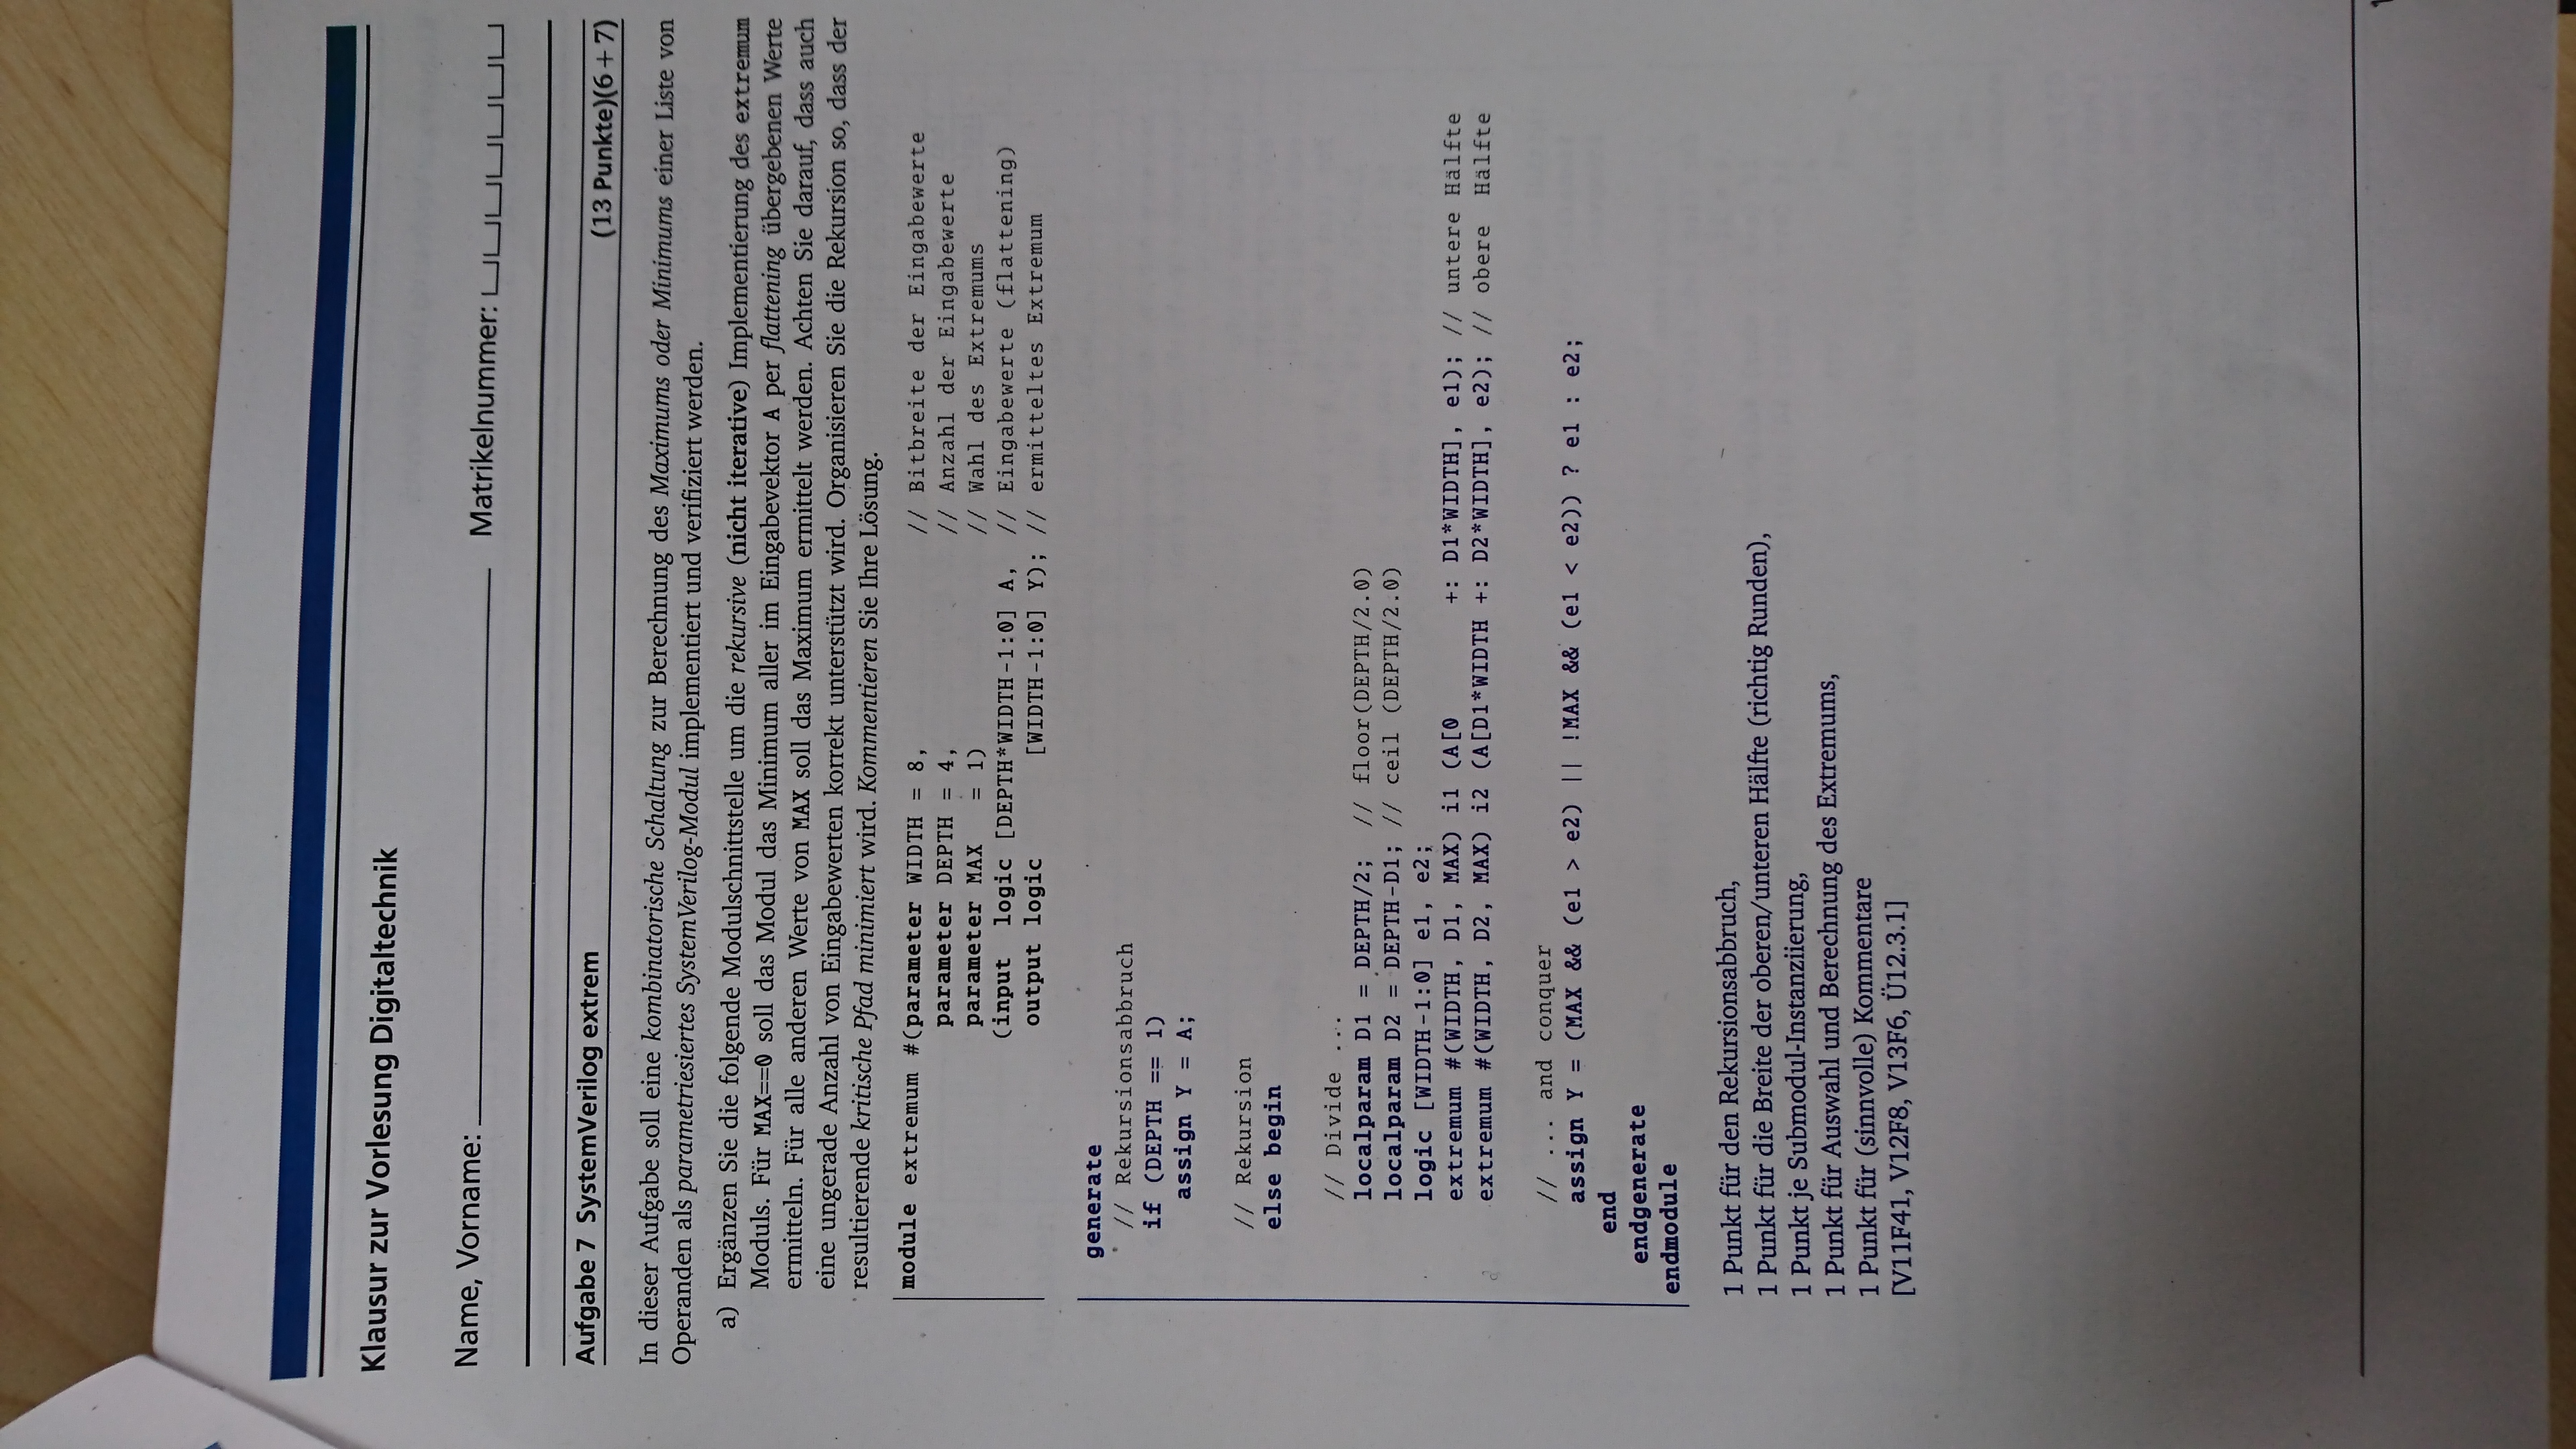 Klausur zur Vorlesung Digitaltechnik
Name, Vorname: Matrikelnummer:
Aufgabe 7 SystemVerilog extrem (13 Punkte)(6 + 7)
In dieser Aufgabe soll eine kombinatorische Schaltung zur Berechnung des Maximums oder Minimums einer Liste von
Operanden als parametriesiertes SystemVerilog-Modul implementiert und verifiziert werden.
a) Ergänzen Sie die folgende Modulschnittstelle um die rekursive (nicht iterative) Implementierung des extremum
Moduls. Für MAX==0 soll das Modul das Minimum aller im Eingabevektor A per flattening übergebenen Werte
ermitteln. Für alle anderen Werte von MAX soll das Maximum ermittelt werden. Achten Sie darauf, dass auch
eine ungerade Anzahl von Eingabewerten korrekt unterstützt wird. Organisieren Sie die Rekursion so, dass der
resultierende kritische Pfad minimiert wird. Kommentieren Sie Ihre Lösung.
module extremum #(parameter WIDTH = 8, // Bitbreite der Eingabewerte
parameter DEPTH = 4, // Anzahl der Eingabewerte
parameter MAX = 1) // Wahl des Extremums
(input logic [DEPTH*WIDTH-1:0] A, // Eingabewerte (flattening)
output logic [WIDTH-1:0] Y); // ermitteltes Extremum
generate
// Rekursionsabbruch
if (DEPTH == 1)
assign Y = A;
// Rekursion
else begin
// Divide ...
localparam D1 = DEPTH/2; // floor(DEPTH/2.0)
localparam D2 = DEPTH-D1; // ceil (DEPTH/2.0)
logic [WIDTH-1:0] e1, e2;
extremum #(WIDTH, D1, MAX) i1 (A[0 +: D1*WIDTH], e1); // untere Hälfte
extremum #(WIDTH, D2, MAX) i2 (A[D1*WIDTH +: D2*WIDTH], e2); // obere Hälfte
// ... and conquer
assign Y = (MAX && (e1 > e2) || !MAX && (e1 < e2)) ? e1 : e2;
end
endgenerate
endmodule
1 Punkt für den Rekursionsabbruch,
1 Punkt für die Breite der oberen/unteren Hälfte (richtig Runden),
1 Punkt je Submodul-Instanziierung,
1 Punkt für Auswahl und Berechnung des Extremums,
1 Punkt für (sinnvolle) Kommentare
[V11F41, V12F8, V13F6, Ü12.3.1]